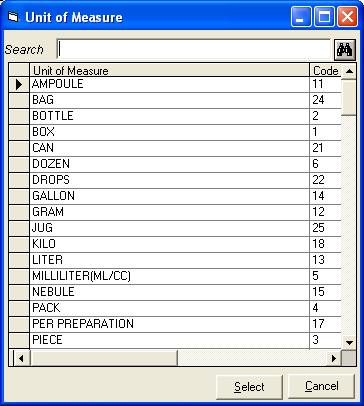 Unit of Measure
Search
Unit of Measure Code
AMPOULE 11
BAG 24
BOTTLE 2
BOX 1
CAN 21
DOZEN 6
DROPS 22
GALLON 14
GRAM 12
JUG 25
KILO 18
LITER 13
MILLILITER(ML/CC) 5
NEBULE 15
PACK 4
PER PREPARATION 17
PIECE 3
Select Cancel